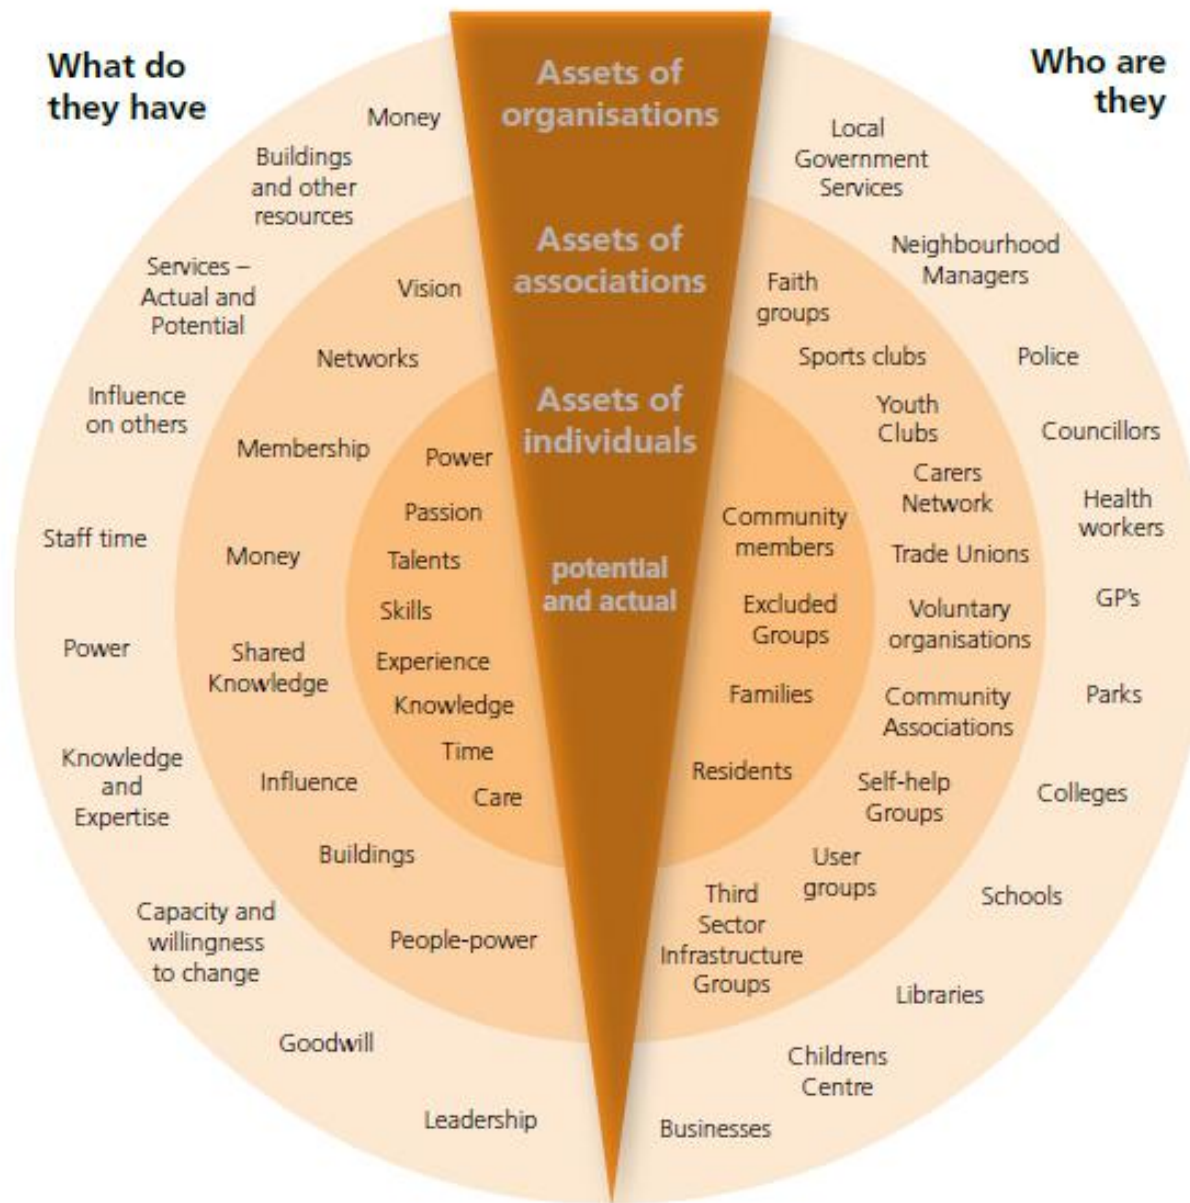 What do
they have
Who are
they
Assets of
organisations
Assets of
associations
Assets of
individuals
potential
and actual
Money
Buildings
and other
resources
Services –
Actual and
Potential
Influence
on others
Staff time
Power
Knowledge
and
Expertise
Capacity and
willingness
to change
Goodwill
Leadership
Vision
Networks
Membership
Money
Shared
Knowledge
Influence
Buildings
People-power
Power
Passion
Talents
Skills
Experience
Knowledge
Time
Care
Community
members
Excluded
Groups
Families
Residents
Faith
groups
Sports clubs
Youth
Clubs
Carers
Network
Trade Unions
Voluntary
organisations
Community
Associations
Self-help
Groups
User
groups
Third
Sector
Infrastructure
Groups
Local
Government
Services
Neighbourhood
Managers
Police
Councillors
Health
workers
GP's
Parks
Colleges
Schools
Libraries
Childrens
Centre
Businesses